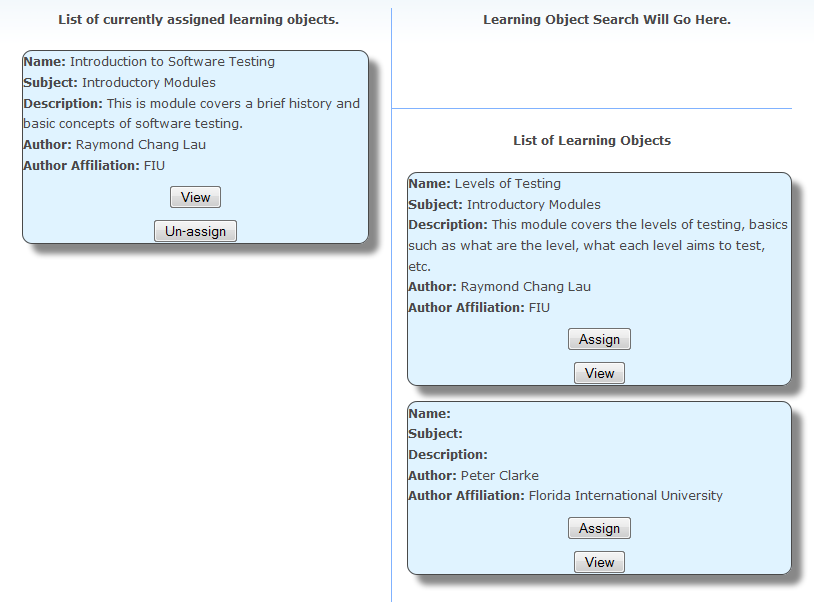 List of currently assigned learning objects.
Name: Introduction to Software Testing
Subject: Introductory Modules
Description: This is module covers a brief history and
basic concepts of software testing.
Author: Raymond Chang Lau
Author Affiliation: FIU
View
Un-assign
Learning Object Search Will Go Here.
List of Learning Objects
Name: Levels of Testing
Subject: Introductory Modules
Description: This module covers the levels of testing, basics
such as what are the level, what each level aims to test,
etc.
Author: Raymond Chang Lau
Author Affiliation: FIU
Assign
View
Name:
Subject:
Description:
Author: Peter Clarke
Author Affiliation: Florida International University
Assign
View